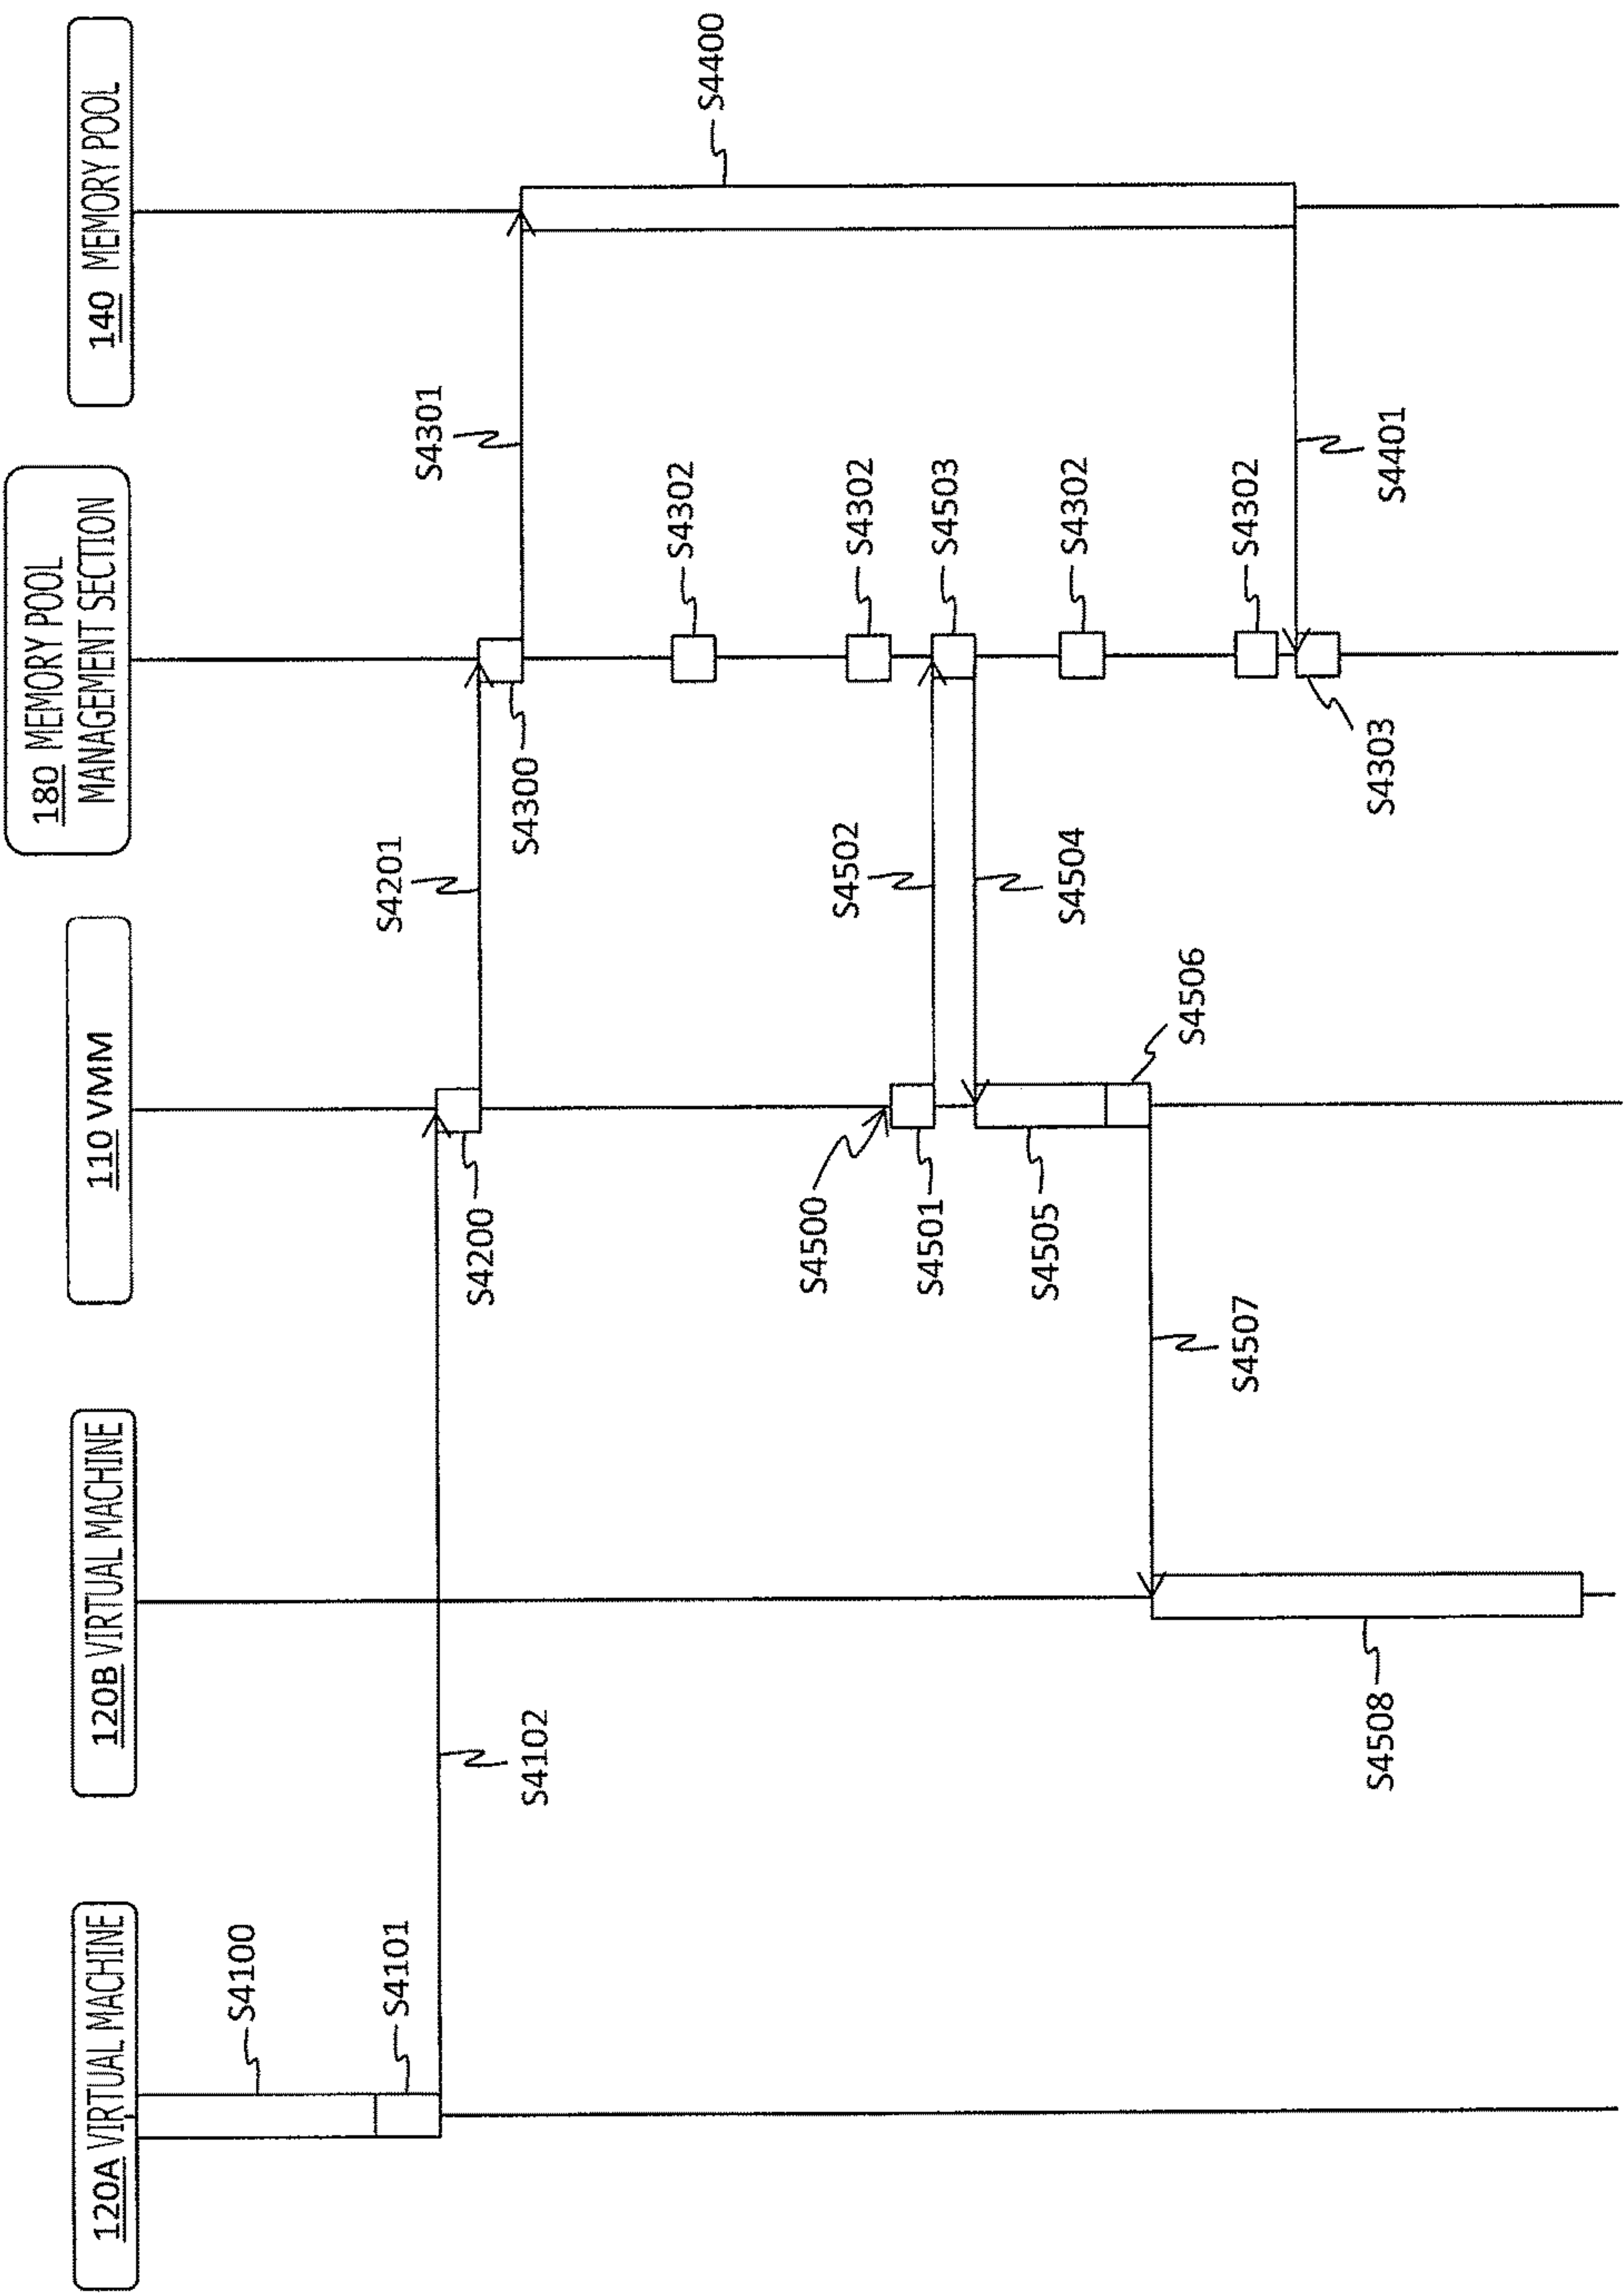 120A VIRTUAL MACHINE
120B VIRTUAL MACHINE
110 VMM
180 MEMORY POOL
MANAGEMENT SECTION
140 MEMORY POOL
S4100
S4101
S4102
S4200
S4201
S4300
S4301
S4302
S4400
S4302
S4500
S4501
S4502
S4503
S4504
S4505
S4302
S4506
S4507
S4302
S4303
S4401
S4508